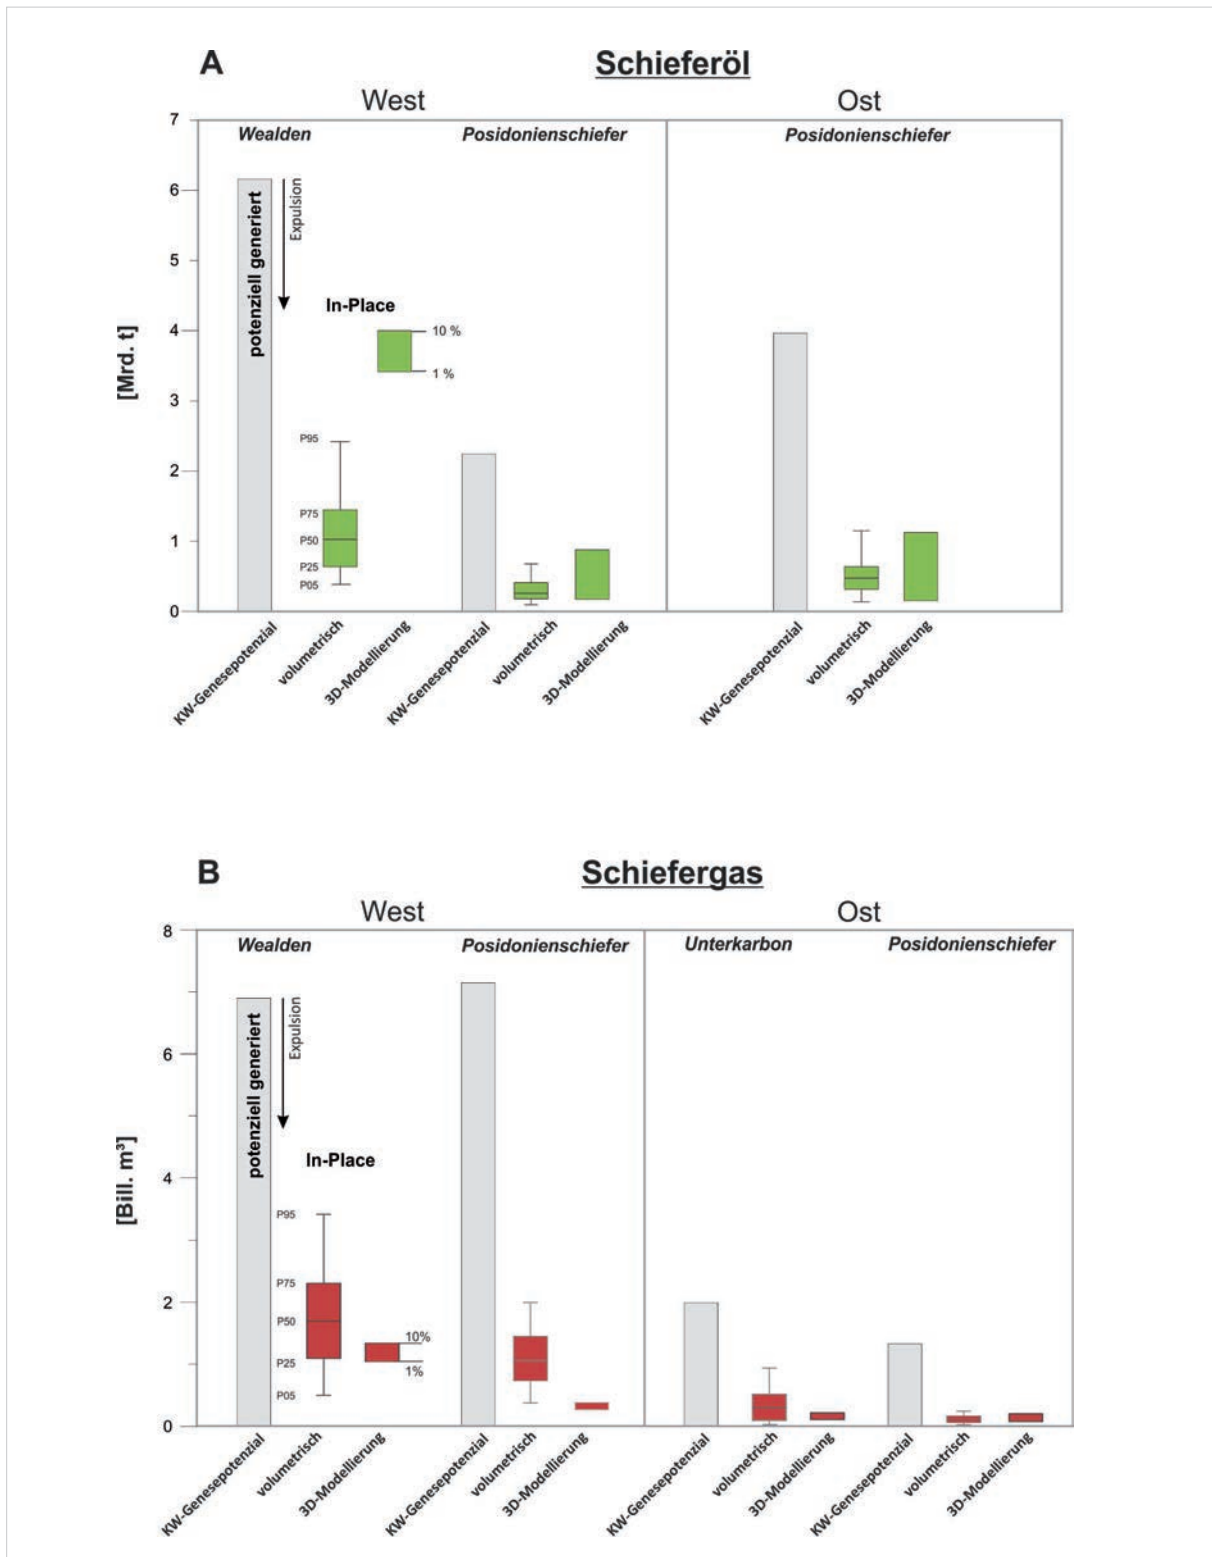 A
Schieferöl
West
Ost
Wealden
Posidonienschiefer
Posidonienschiefer
[Mrd. t]
7
6
5
4
3
2
1
0
potenziell generiert
Expulsion
In-Place
10 %
1 %
P95
P75
P50
P25
P05
KW-Genesepotenzial
volumetrisch
3D-Modellierung
KW-Genesepotenzial
volumetrisch
3D-Modellierung
KW-Genesepotenzial
volumetrisch
3D-Modellierung
B
Schiefergas
West
Ost
Wealden
Posidonienschiefer
Unterkarbon
Posidonienschiefer
[Bill. m³]
8
6
4
2
0
potenziell generiert
Expulsion
In-Place
P95
P75
P50
P25
P05
10%
1%
KW-Genesepotenzial
volumetrisch
3D-Modellierung
KW-Genesepotenzial
volumetrisch
3D-Modellierung
KW-Genesepotenzial
volumetrisch
3D-Modellierung
KW-Genesepotenzial
volumetrisch
3D-Modellierung